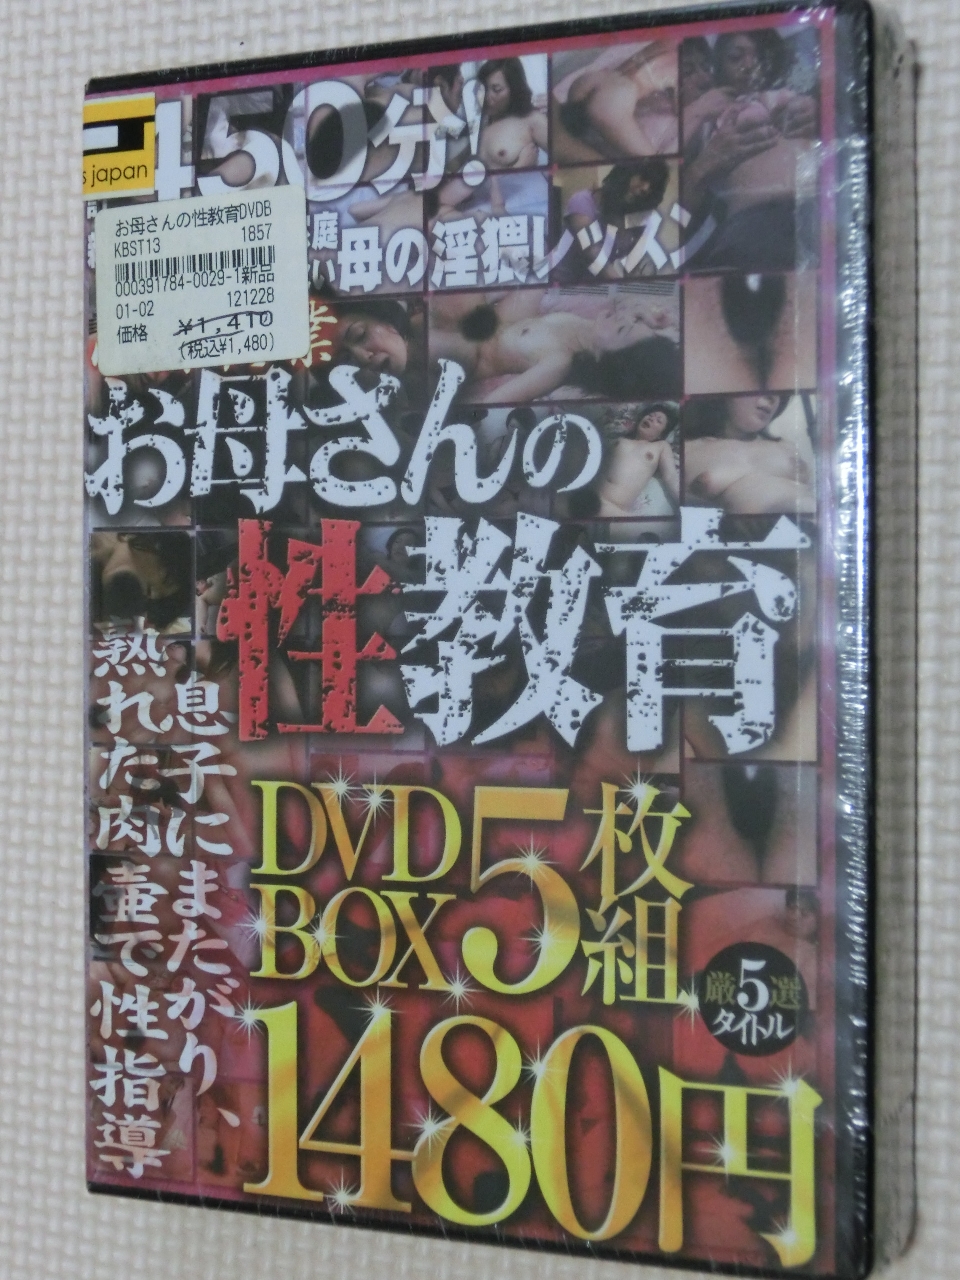 450分!
s japan
お母さんの性教育DVDB
KBST13 1857
000391784-0029-1新品
01-02 121228
価格 ¥1,410
(税込¥1,480)
庭
い母の淫猥レッスン
お母さんの
性教育
息子にまたがり、
熟れた肉壷で性指導
DVD
BOX
5枚組
厳選
5
タイトル
1480円